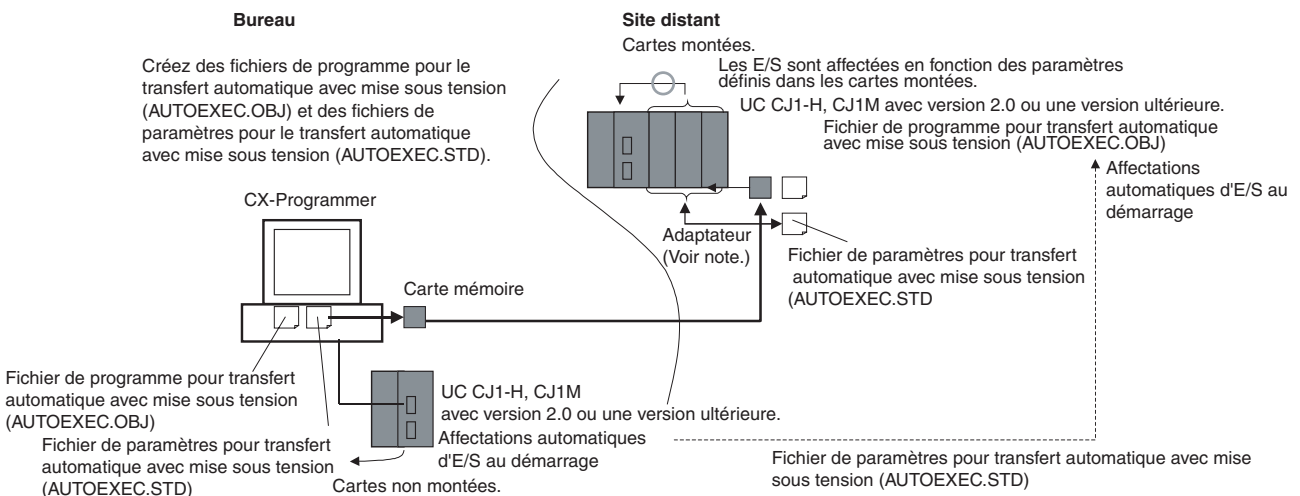 Bureau
Créez des fichiers de programme pour le
transfert automatique avec mise sous tension
(AUTOEXEC.OBJ) et des fichiers de
paramètres pour le transfert automatique
avec mise sous tension (AUTOEXEC.STD).
CX-Programmer
Carte mémoire
Fichier de programme pour transfert
automatique avec mise sous tension
(AUTOEXEC.OBJ)
Fichier de paramètres pour transfert
automatique avec mise sous tension
(AUTOEXEC.STD)
UC CJ1-H, CJ1M
avec version 2.0 ou une version ultérieure.
Affectations automatiques
d'E/S au démarrage
Cartes non montées.
Site distant
Cartes montées.
Les E/S sont affectées en fonction des paramètres
définis dans les cartes montées.
UC CJ1-H, CJ1M avec version 2.0 ou une version ultérieure.
Fichier de programme pour transfert automatique
avec mise sous tension (AUTOEXEC.OBJ)
Affectations
automatiques d'E/S au
démarrage
Adaptateur
(Voir note.)
Fichier de paramètres pour transfert
automatique avec mise sous tension
(AUTOEXEC.STD
Fichier de paramètres pour transfert automatique avec mise
sous tension (AUTOEXEC.STD)